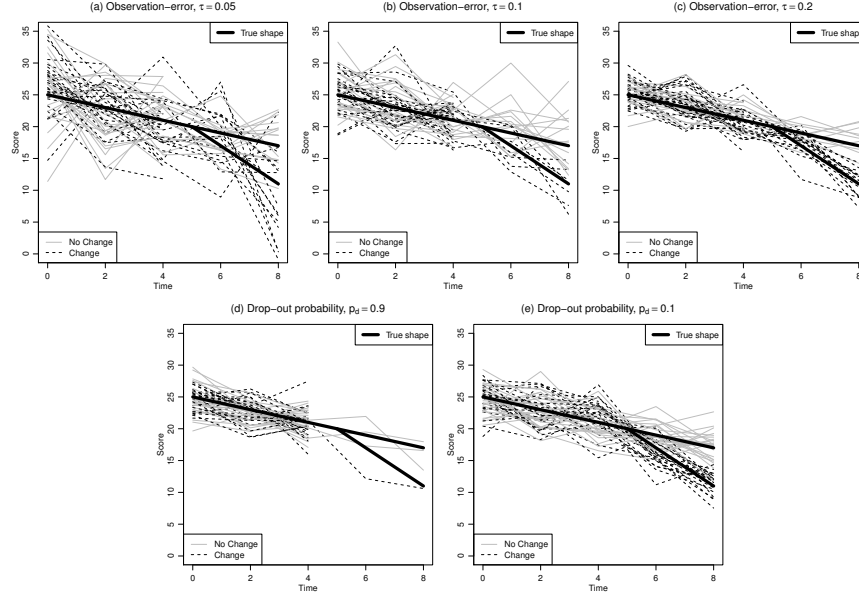 (a) Observation−error, τ = 0.05
True shape
Score
0 5 10 15 20 25 30 35
No Change
Change
0 2 4 6 8
Time
(b) Observation−error, τ = 0.1
True shape
Score
0 5 10 15 20 25 30 35
No Change
Change
0 2 4 6 8
Time
(c) Observation−error, τ = 0.2
True shape
Score
0 5 10 15 20 25 30 35
No Change
Change
0 2 4 6 8
Time
(d) Drop−out probability, pd = 0.9
True shape
Score
0 5 10 15 20 25 30 35
No Change
Change
0 2 4 6 8
Time
(e) Drop−out probability, pd = 0.1
True shape
Score
0 5 10 15 20 25 30 35
No Change
Change
0 2 4 6 8
Time